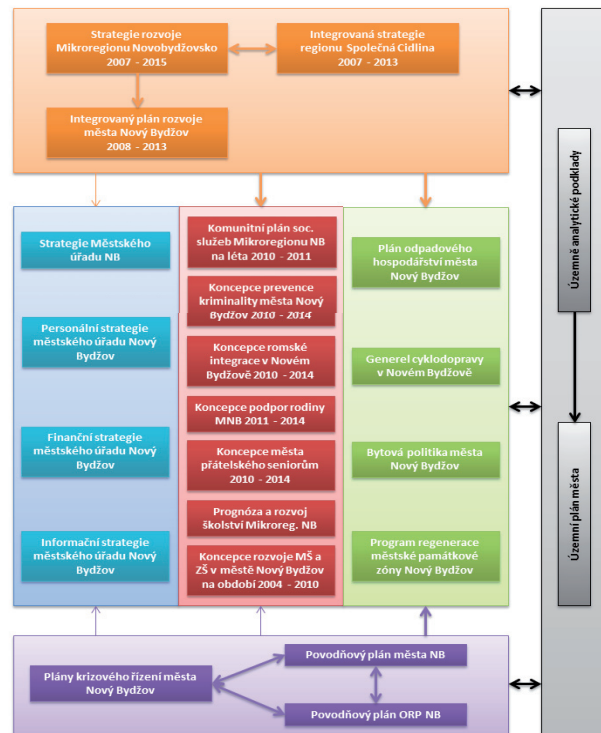 Strategie rozvoje
Mikroregionu Novobydžovsko
2007 - 2015
Integrovaná strategie
regionu Společná Cidlina
2007 - 2013
Integrovaný plán rozvoje
města Nový Bydžov
2008 - 2013
Strategie Městského
úřadu NB
Personální strategie
městského úřadu Nový
Bydžov
Finanční strategie
městského úřadu Nový
Bydžov
Informační strategie
městského úřadu Nový
Bydžov
Komunitní plán soc.
služeb Mikroregionu NB
na léta 2010 - 2011
Koncepce prevence
kriminality města Nový
Bydžov 2010 - 2014
Koncepce romské
integrace v Novém
Bydžově 2010 - 2014
Koncepce podpor rodiny
MNB 2011 - 2014
Koncepce města
přátelského seniorům
2010 - 2014
Prognóza a rozvoj
školství Mikroreg. NB
Koncepce rozvoje MŠ a
ZŠ v městě Nový Bydžov
na období 2004 - 2010
Plán odpadového
hospodářství města
Nový Bydžov
Generel cyklodopravy
v Novém Bydžově
Bytová politika města
Nový Bydžov
Program regenerace
městské památkové
zóny Nový Bydžov
Plány krizového řízení města
Nový Bydžov
Povodňový plán města NB
Povodňový plán ORP NB
Územně analytické podklady
Územní plán města